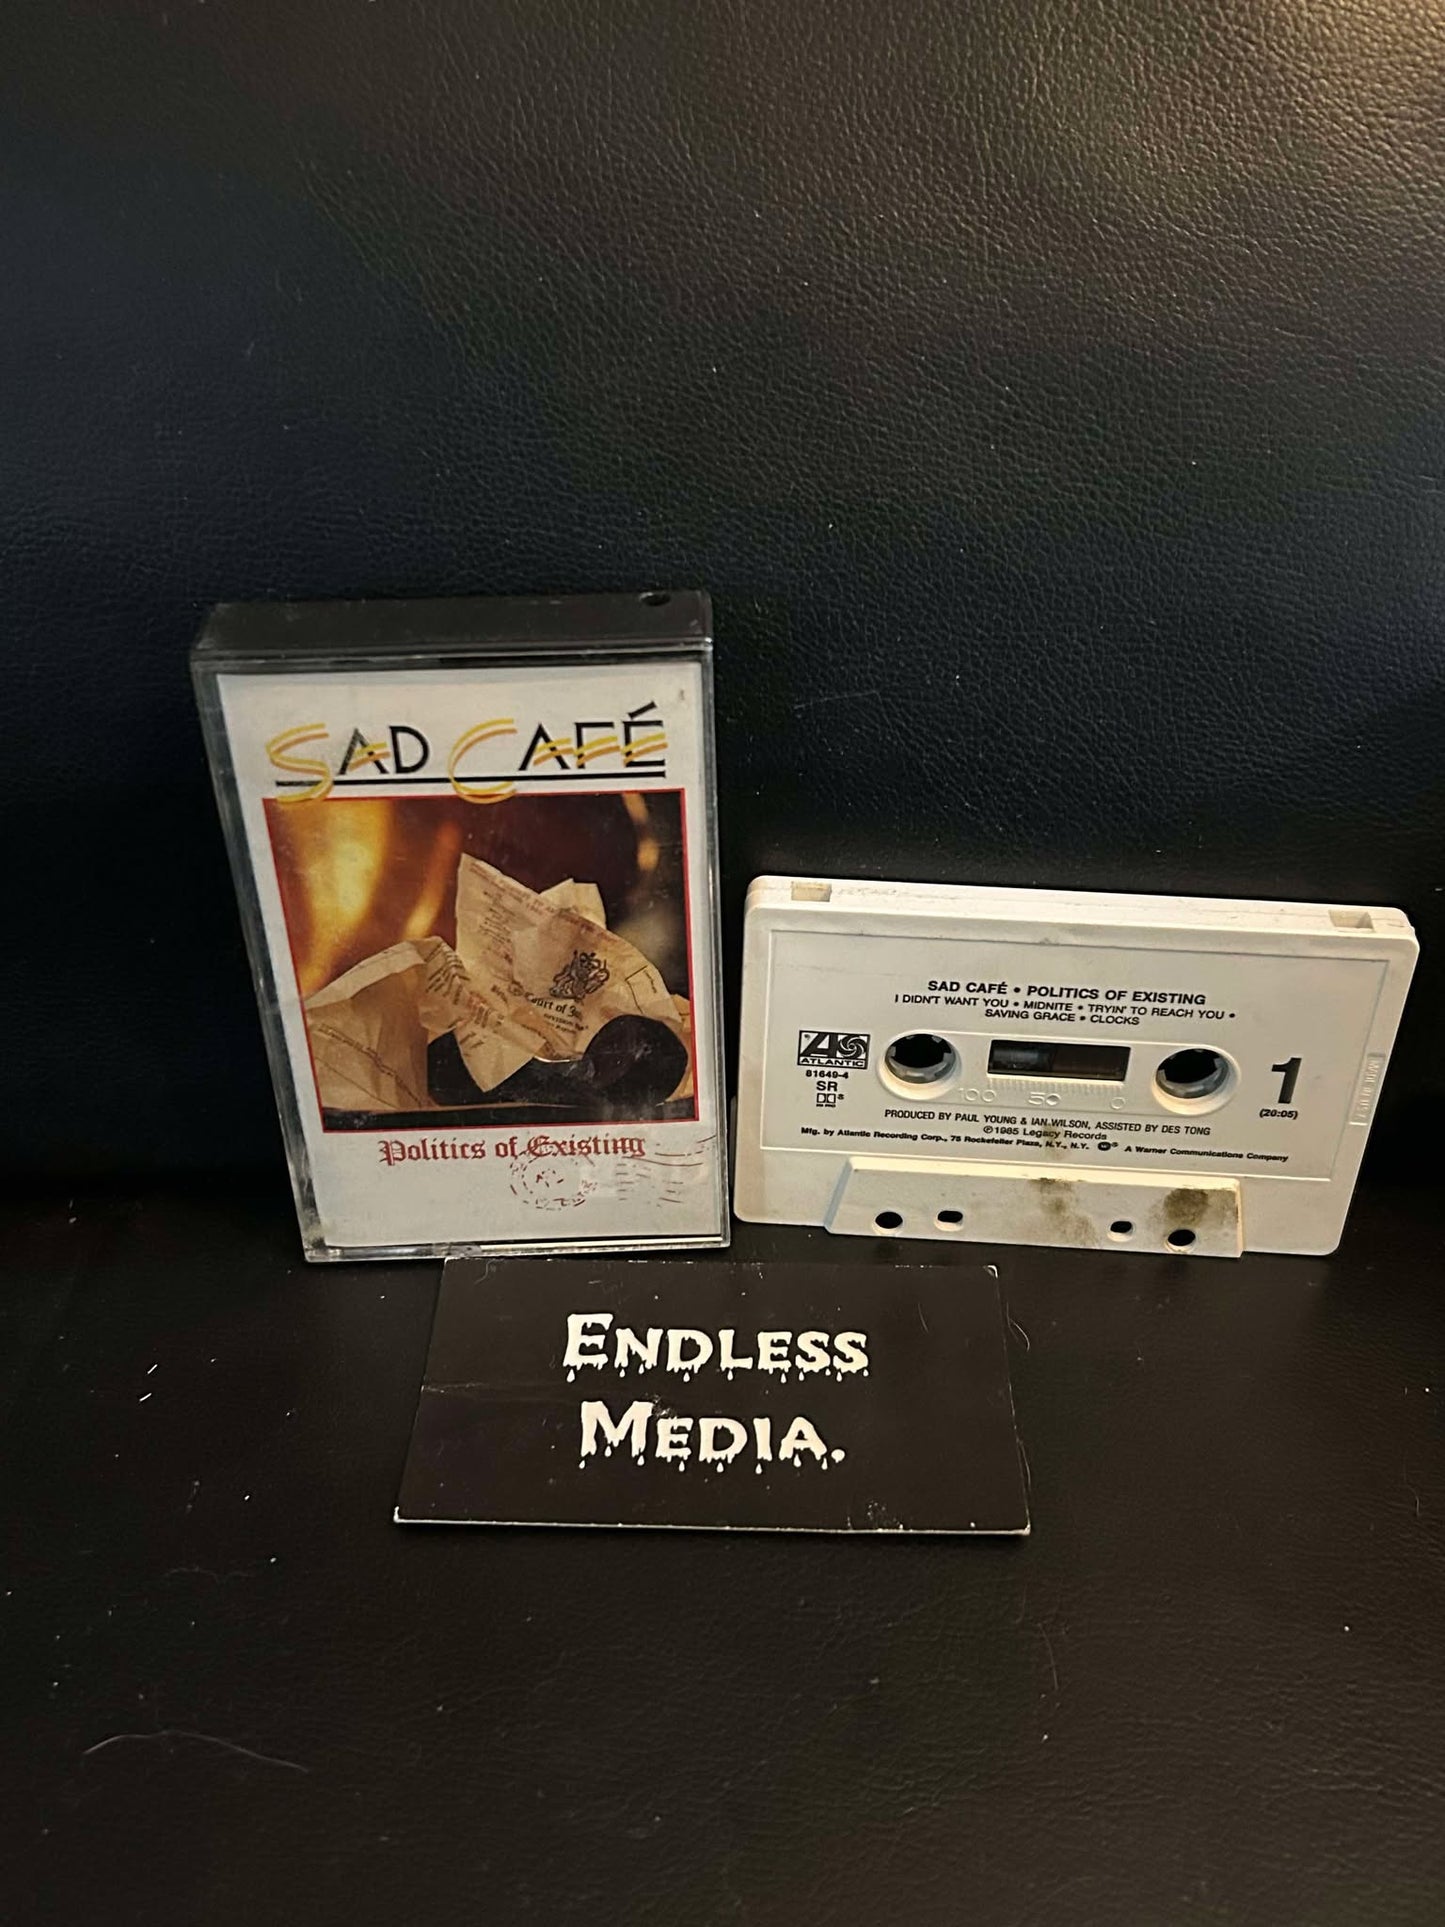 SAD CAFÉ
Court of
Politics of Existing
SAD CAFÉ • POLITICS OF EXISTING
I DIDN'T WANT YOU • MIDNITE • TRYIN' TO REACH YOU •
SAVING GRACE • CLOCKS
ATLANTIC
81649-4
SR
1
(20:05)
100 50 0
PRODUCED BY PAUL YOUNG & IAN WILSON, ASSISTED BY DES TONG
℗1985 Legacy Records
Mfg. by Atlantic Recording Corp., 75 Rockefeller Plaza, N.Y., N.Y. A Warner Communications Company
ENDLESS
MEDIA.